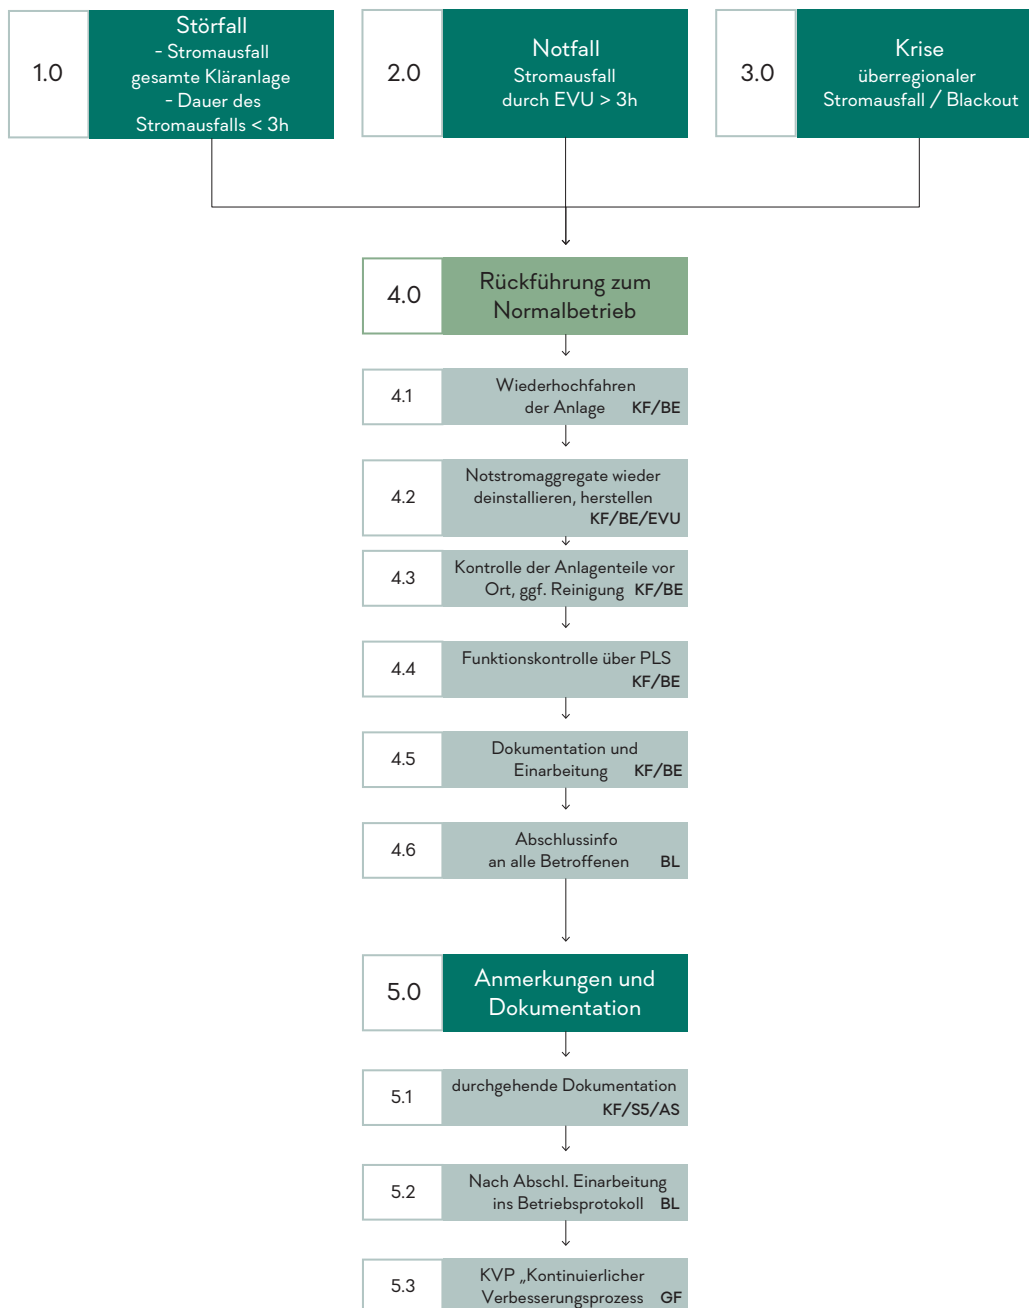 1.0
Störfall
- Stromausfall
gesamte Kläranlage
- Dauer des
Stromausfalls < 3h
2.0
Notfall
Stromausfall
durch EVU > 3h
3.0
Krise
überregionaler
Stromausfall / Blackout
4.0
Rückführung zum
Normalbetrieb
4.1
Wiederhochfahren
der Anlage KF/BE
4.2
Notstromaggregate wieder
deinstallieren, herstellen
KF/BE/EVU
4.3
Kontrolle der Anlagenteile vor
Ort, ggf. Reinigung KF/BE
4.4
Funktionskontrolle über PLS
KF/BE
4.5
Dokumentation und
Einarbeitung KF/BE
4.6
Abschlussinfo
an alle Betroffenen BL
5.0
Anmerkungen und
Dokumentation
5.1
durchgehende Dokumentation
KF/S5/AS
5.2
Nach Abschl. Einarbeitung
ins Betriebsprotokoll BL
5.3
KVP „Kontinuierlicher
Verbesserungsprozess GF